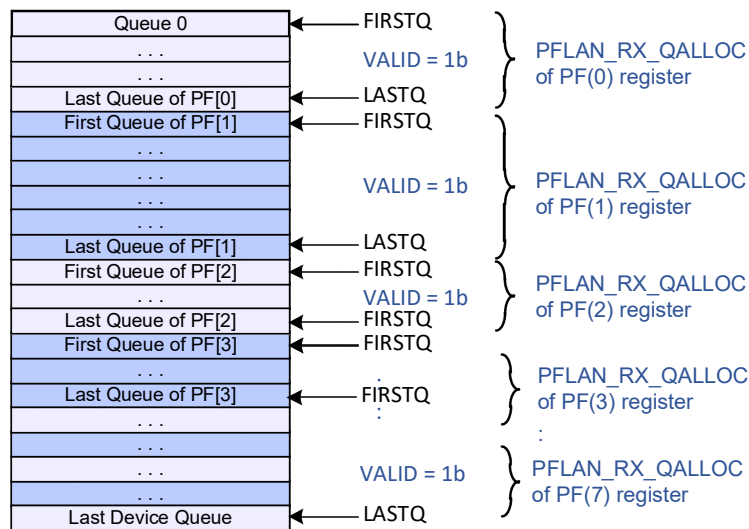 Queue 0
FIRSTQ
. . .
VALID = 1b
PFLAN_RX_QALLOC
of PF(0) register
. . .
Last Queue of PF[0]
LASTQ
First Queue of PF[1]
FIRSTQ
. . .
. . .
VALID = 1b
PFLAN_RX_QALLOC
of PF(1) register
. . .
. . .
Last Queue of PF[1]
LASTQ
First Queue of PF[2]
FIRSTQ
. . .
VALID = 1b
PFLAN_RX_QALLOC
of PF(2) register
Last Queue of PF[2]
FIRSTQ
First Queue of PF[3]
FIRSTQ
. . .
:
PFLAN_RX_QALLOC
of PF(3) register
Last Queue of PF[3]
FIRSTQ
:
. . .
. . .
:
. . .
VALID = 1b
PFLAN_RX_QALLOC
of PF(7) register
. . .
Last Device Queue
LASTQ